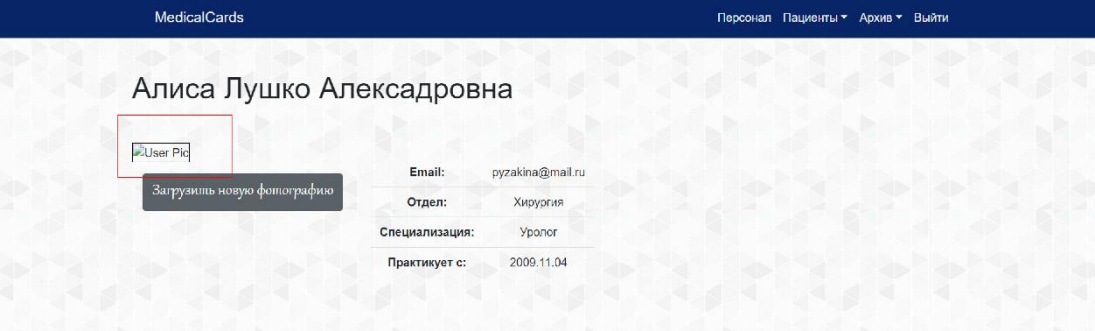 MedicalCards Персонал Пациенты Архив Выйти
Алиса Лушко Алексадровна
User Pic
Загрузить новую фотографию
Email: pyzakina@mail.ru
Отдел: Хирургия
Специализация: Уролог
Практикует с: 2009.11.04